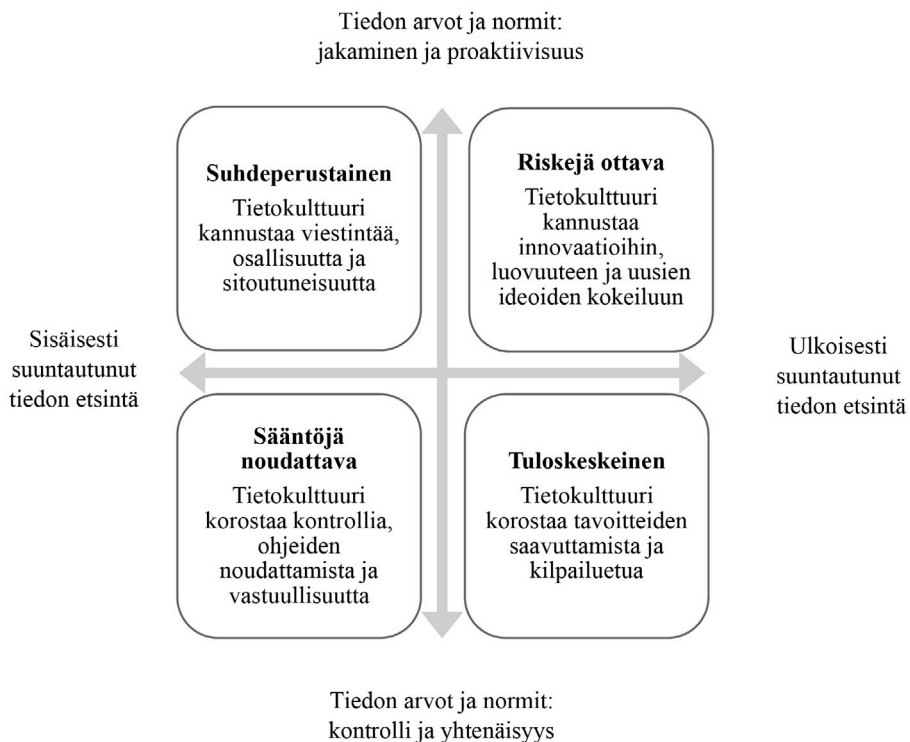 Tiedon arvot ja normit:
jakaminen ja proaktiivisuus
Suhdeperustainen
Tietokulttuuri
kannustaa viestintää,
osallisuutta ja
sitoutuneisuutta
Riskejä ottava
Tietokulttuuri
kannustaa
innovaatioihin,
luovuuteen ja uusien
ideoiden kokeiluun
Sisäisesti
suuntautunut
tiedon etsintä
Ulkoisesti
suuntautunut
tiedon etsintä
Sääntöjä
noudattava
Tietokulttuuri
korostaa kontrollia,
ohjeiden
noudattamista ja
vastuullisuutta
Tuloskeskeinen
Tietokulttuuri
korostaa tavoitteiden
saavuttamista ja
kilpailuetua
Tiedon arvot ja normit:
kontrolli ja yhtenäisyys